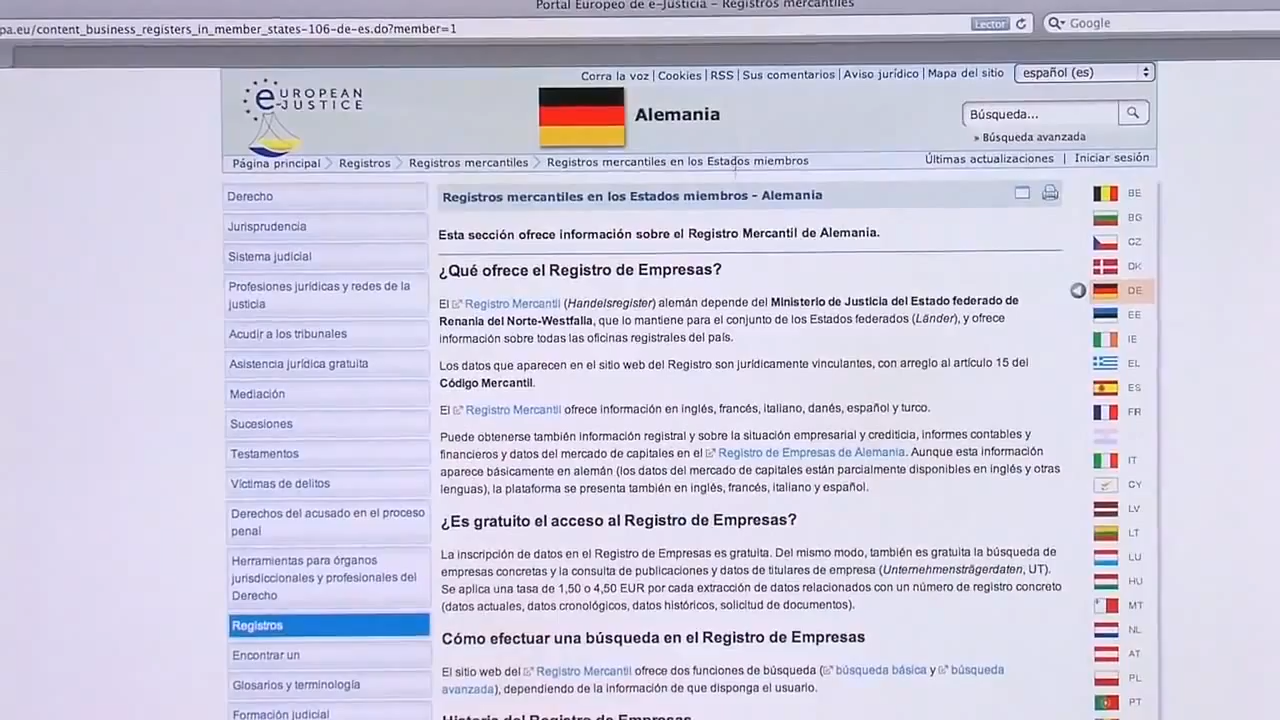 Portal Europeo de e-Justicia – Registros mercantiles
pa.eu/content_business_registers_in_member_states-106-de-es.do?member=1
Lector
Google
Corra la voz | Cookies | RSS | Sus comentarios | Aviso jurídico | Mapa del sitio
español (es)
EUROPEAN
JUSTICE
Alemania
Búsqueda...
» Búsqueda avanzada
Página principal
Registros
Registros mercantiles
Registros mercantiles en los Estados miembros
Últimas actualizaciones | Iniciar sesión
Derecho
Jurisprudencia
Sistema judicial
Profesiones jurídicas y redes de la
justicia
Acudir a los tribunales
Asistencia jurídica gratuita
Mediación
Sucesiones
Testamentos
Víctimas de delitos
Derechos del acusado en el proceso
penal
Herramientas para órganos
jurisdiccionales y profesionales del
Derecho
Registros
Encontrar un
Glosarios y terminología
Formación judicial
Registros mercantiles en los Estados miembros - Alemania
Esta sección ofrece información sobre el Registro Mercantil de Alemania.
¿Qué ofrece el Registro de Empresas?
El Registro Mercantil (Handelsregister) alemán depende del Ministerio de Justicia del Estado federado de
Renania del Norte-Westfalia, que lo mantiene para el conjunto de los Estados federados (Länder), y ofrece
información sobre todas las oficinas registrales del país.
Los datos que aparecen en el sitio web del Registro son jurídicamente vinculantes, con arreglo al artículo 15 del
Código Mercantil.
El Registro Mercantil ofrece información en inglés, francés, italiano, danes, español y turco.
Puede obtenerse también información registral y sobre la situación empresarial y crediticia, informes contables y
financieros y datos del mercado de capitales en el Registro de Empresas de Alemania. Aunque esta información
aparece básicamente en alemán (los datos del mercado de capitales están parcialmente disponibles en inglés y otras
lenguas), la plataforma se presenta también en inglés, francés, italiano y español.
¿Es gratuito el acceso al Registro de Empresas?
La inscripción de datos en el Registro de Empresas es gratuita. Del mismo modo, también es gratuita la búsqueda de
empresas concretas y la consulta de publicaciones y datos de titulares de empresa (Unternehmensträgerdaten, UT).
Se aplica una tasa de 1,50 o 4,50 EUR por cada extracción de datos relacionados con un número de registro concreto
(datos actuales, datos cronológicos, datos históricos, solicitud de documentos).
Cómo efectuar una búsqueda en el Registro de Empresas
El sitio web del Registro Mercantil ofrece dos funciones de búsqueda (búsqueda básica y búsqueda
avanzada), dependiendo de la información de que disponga el usuario.
Historia del Registro de Empresas
BE
BG
CZ
DK
DE
EE
IE
EL
ES
FR
IT
CY
LV
LT
LU
HU
MT
NL
AT
PL
PT